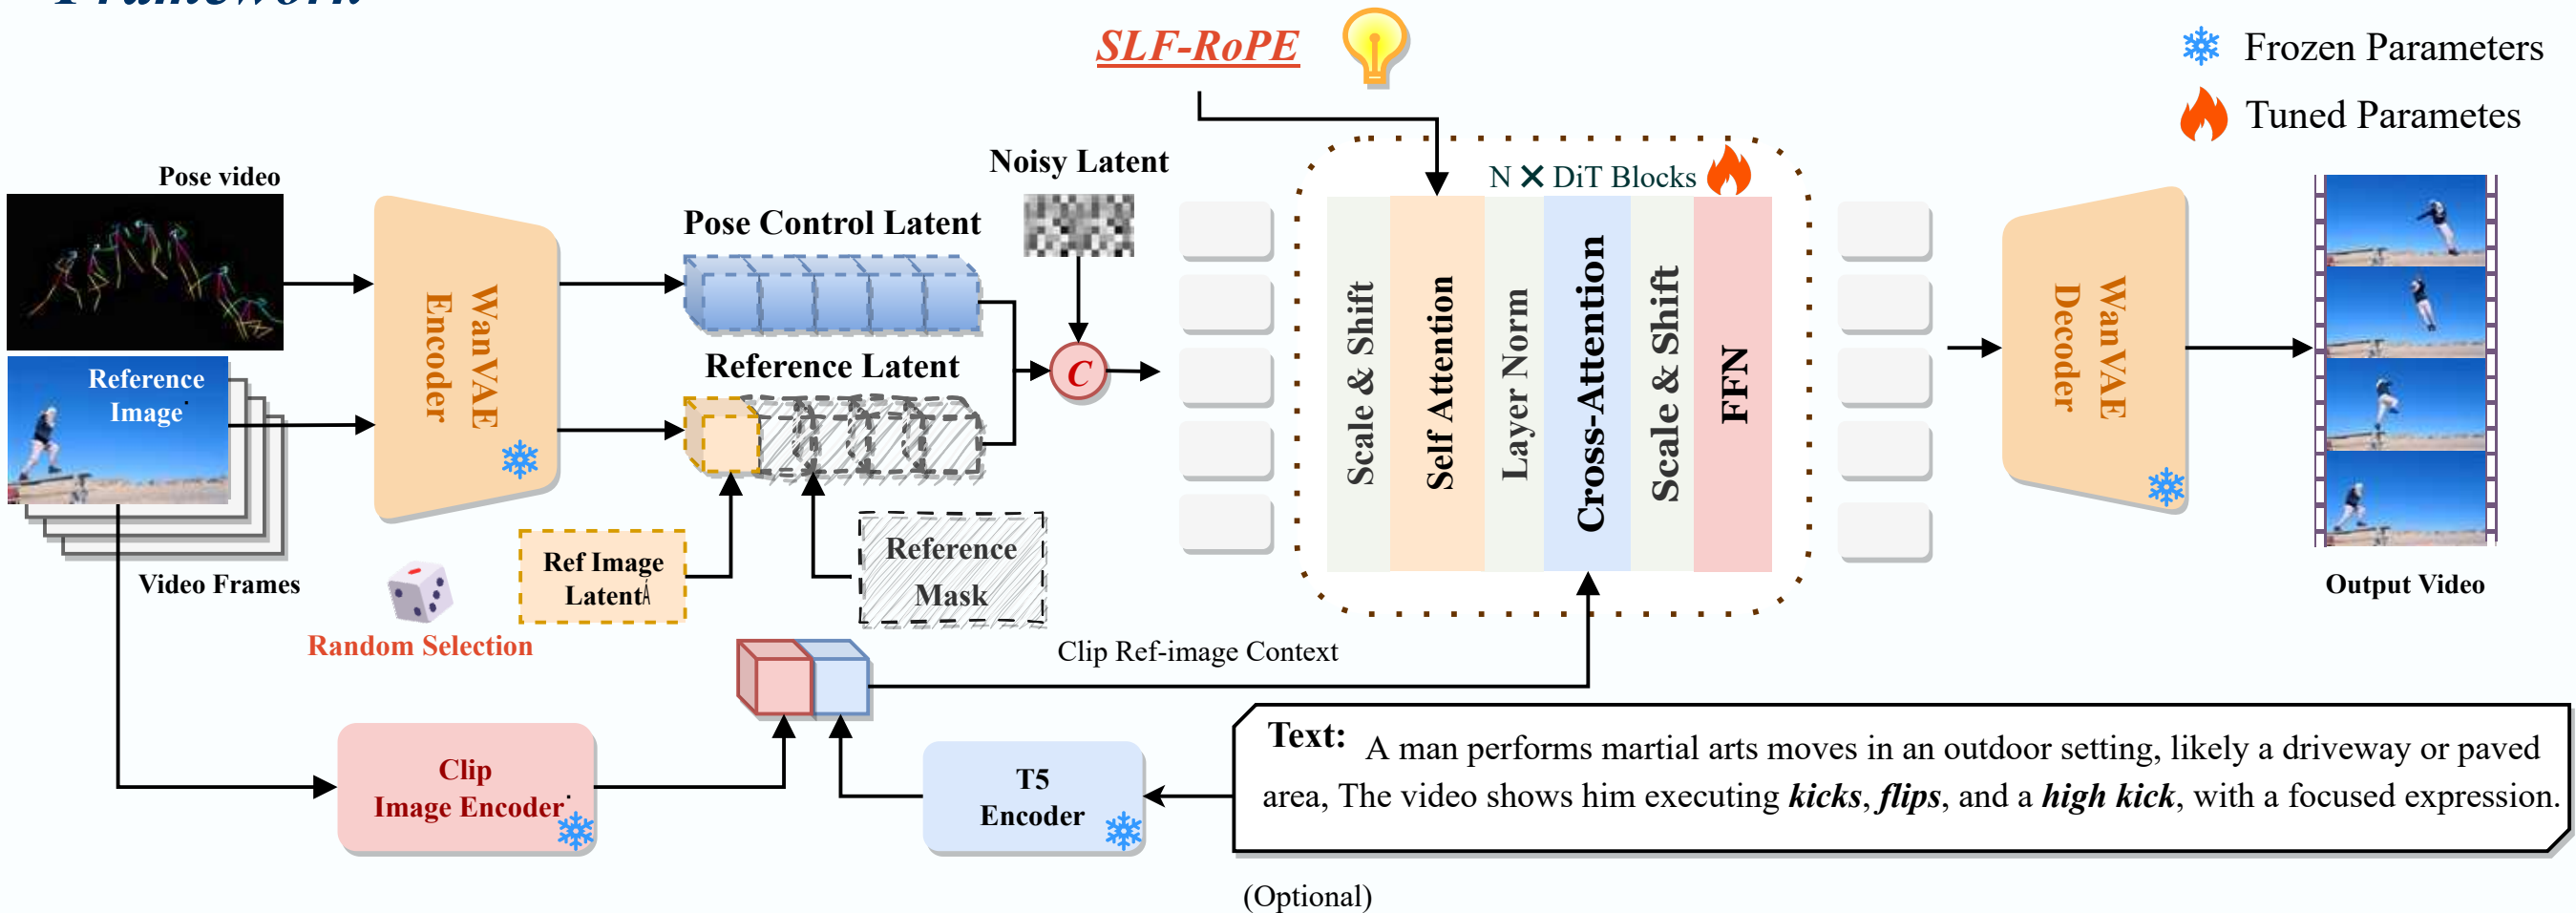 Framework
SLF-RoPE
Frozen Parameters
Tuned Parametes
Pose video
Noisy Latent
N × DiT Blocks
Pose Control Latent
WanVAE
Encoder
Reference
Image
Reference Latent
C
Scale & Shift
Self Attention
Layer Norm
Cross-Attention
Scale & Shift
FFN
WanVAE
Decoder
Ref Image
Latent
Reference
Mask
Video Frames
Output Video
Random Selection
Clip Ref-image Context
Clip
Image Encoder
T5
Encoder
Text: A man performs martial arts moves in an outdoor setting, likely a driveway or paved
area, The video shows him executing kicks, flips, and a high kick, with a focused expression.
(Optional)